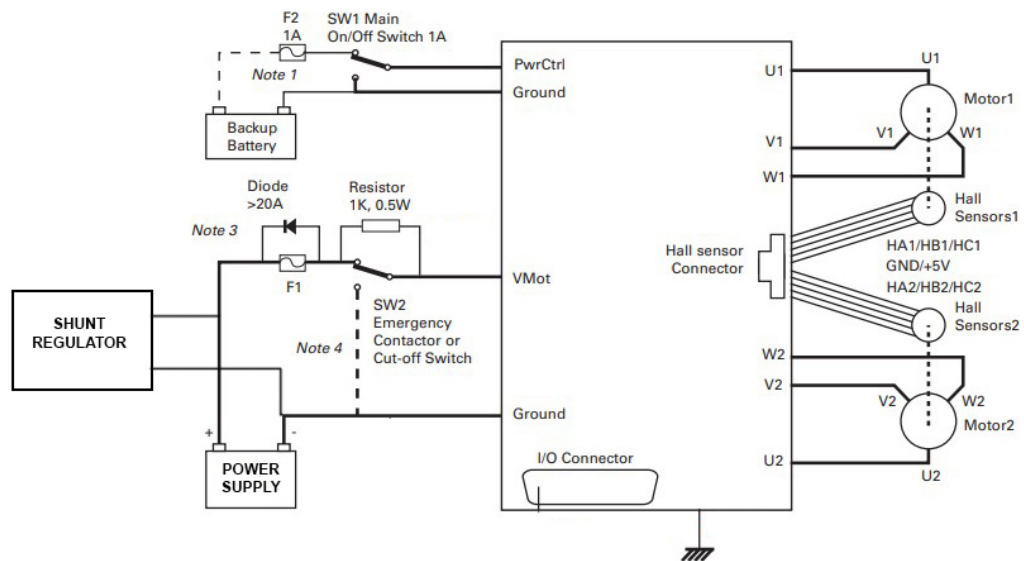 F2
1A
SW1 Main
On/Off Switch 1A
Note 1
Backup
Battery
PwrCtrl
Ground
U1
U1
Motor1
V1
W1
V1
W1
Diode
>20A
Resistor
1K, 0.5W
Note 3
F1
VMot
Hall
Sensors1
Hall sensor
Connector
HA1/HB1/HC1
GND/+5V
HA2/HB2/HC2
Hall
Sensors2
SHUNT
REGULATOR
SW2
Emergency
Contactor or
Cut-off Switch
Note 4
W2
V2
V2
W2
Motor2
Ground
+
-
POWER
SUPPLY
I/O Connector
U2
U2